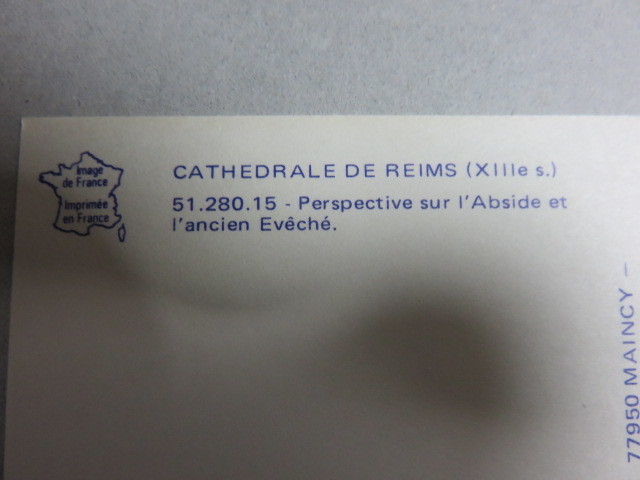 Image
de France
Imprimée
en France
CATHEDRALE DE REIMS (XIIIe s.)
51.280.15 - Perspective sur l'Abside et
l'ancien Evêché.
77950 MAINCY –